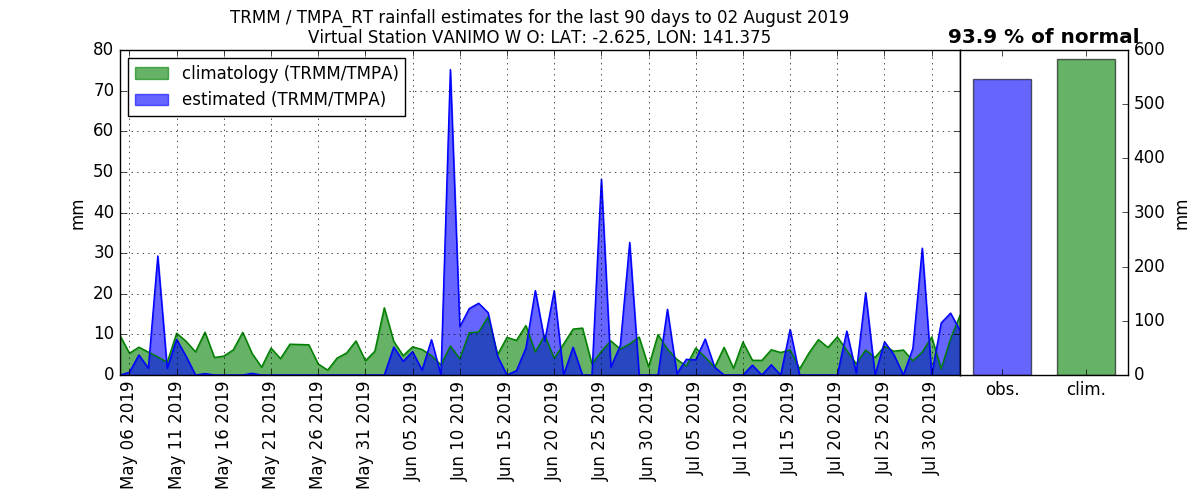 TRMM / TMPA_RT rainfall estimates for the last 90 days to 02 August 2019
Virtual Station VANIMO W O: LAT: -2.625, LON: 141.375
93.9 % of normal
climatology (TRMM/TMPA)
estimated (TRMM/TMPA)
80
70
60
50
40
30
20
10
0
mm
May 06 2019
May 11 2019
May 16 2019
May 21 2019
May 26 2019
May 31 2019
Jun 05 2019
Jun 10 2019
Jun 15 2019
Jun 20 2019
Jun 25 2019
Jun 30 2019
Jul 05 2019
Jul 10 2019
Jul 15 2019
Jul 20 2019
Jul 25 2019
Jul 30 2019
obs.
clim.
600
500
400
300
200
100
0
mm